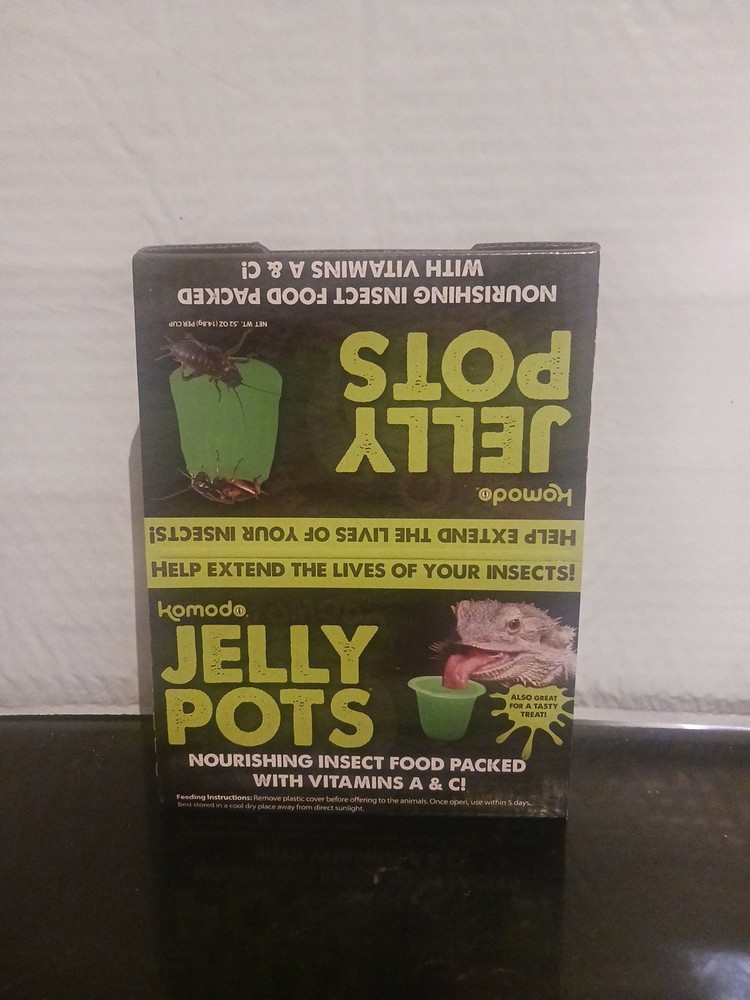 NOURISHING INSECT FOOD PACKED
WITH VITAMINS A & C!
NET WT. .52 OZ (14.8g) PER CUP
JELLY
POTS
komodo
HELP EXTEND THE LIVES OF YOUR INSECTS!
HELP EXTEND THE LIVES OF YOUR INSECTS!
komodo
JELLY
POTS
ALSO GREAT
FOR A TASTY
TREAT!
NOURISHING INSECT FOOD PACKED
WITH VITAMINS A & C!
Feeding Instructions: Remove plastic cover before offering to the animals. Once open, use within 5 days.
Best stored in a cool dry place away from direct sunlight.